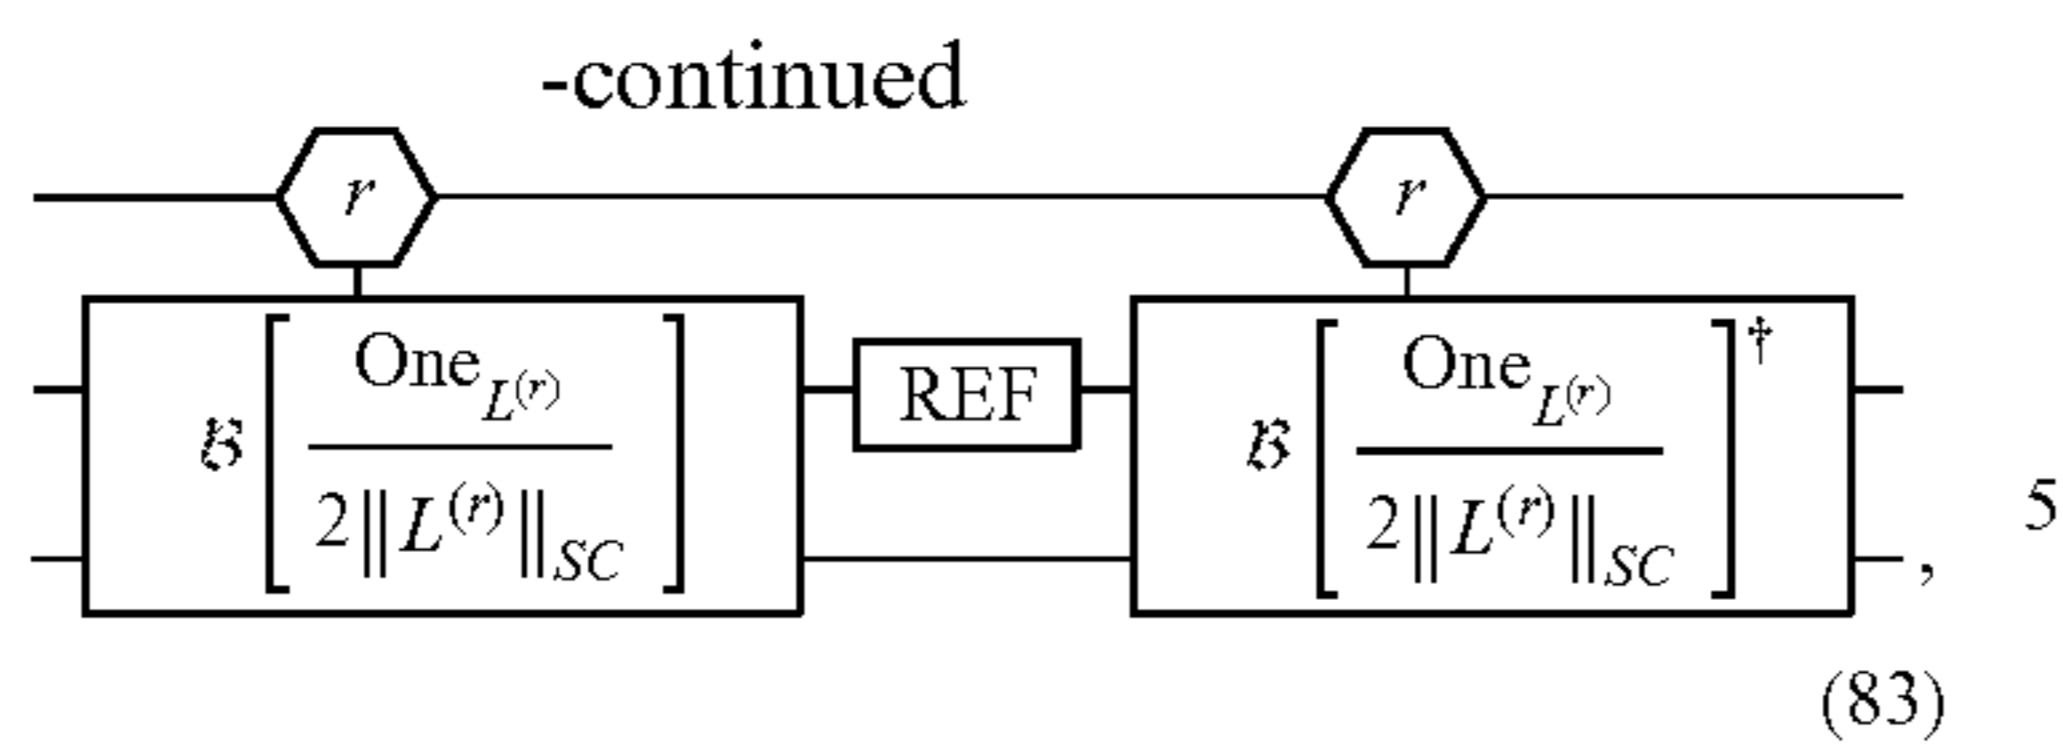 -continued
r r
ℬ [ One_{L^{(r)}} / 2‖L^{(r)}‖_{SC} ] REF ℬ [ One_{L^{(r)}} / 2‖L^{(r)}‖_{SC} ]^† ,
5
(83)